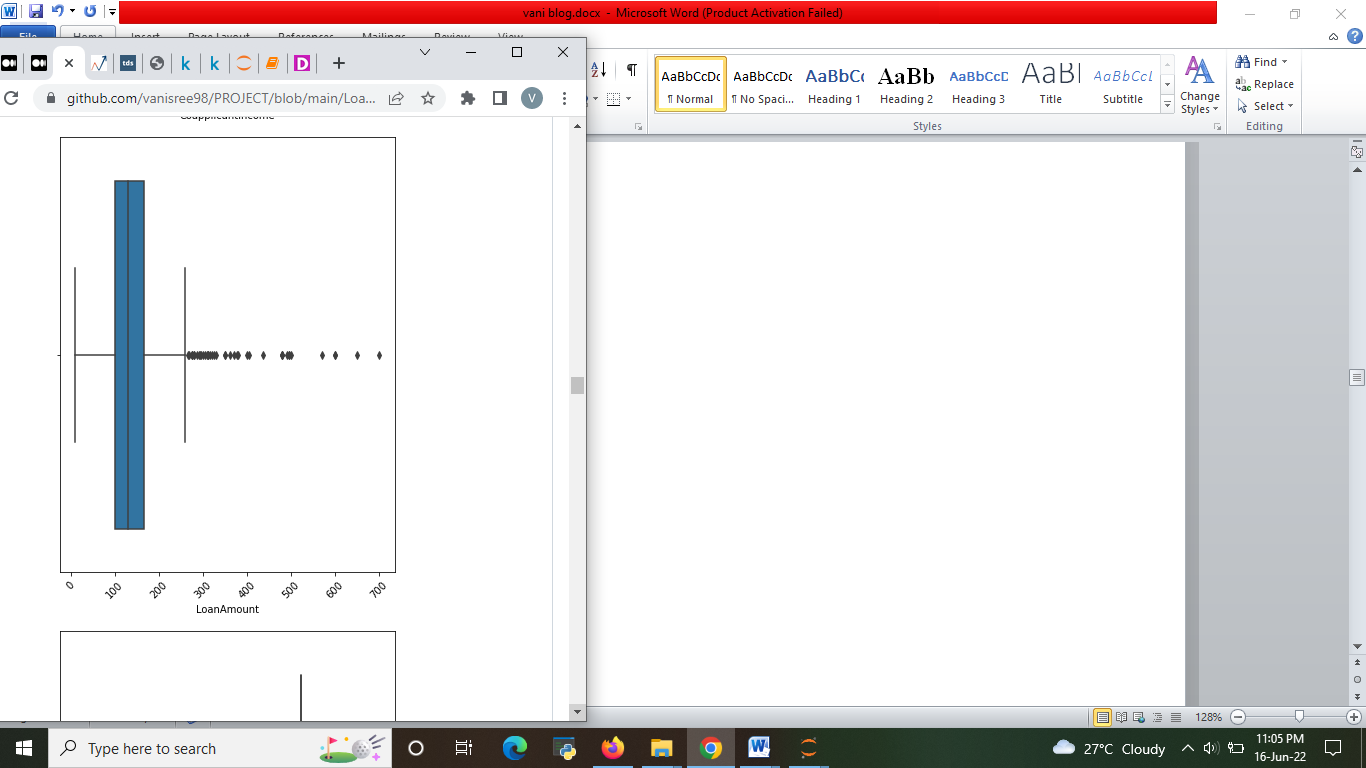 vani blog.docx - Microsoft Word (Product Activation Failed)
File Home Insert Page Layout References Mailings Review View
tds k k D
github.com/vanisree98/PROJECT/blob/main/Loa... V
AaBbCcDc AaBbCcDc AaBbCc AaBb AaBbCcD AaBl AaBbCcL
¶ Normal ¶ No Spaci... Heading 1 Heading 2 Heading 3 Title Subtitle
Change
Styles
Find
Replace
Select
Styles
Editing
CoapplicantIncome
0 100 200 300 400 500 600 700
LoanAmount
128%
Type here to search
27°C Cloudy
11:05 PM
16-Jun-22